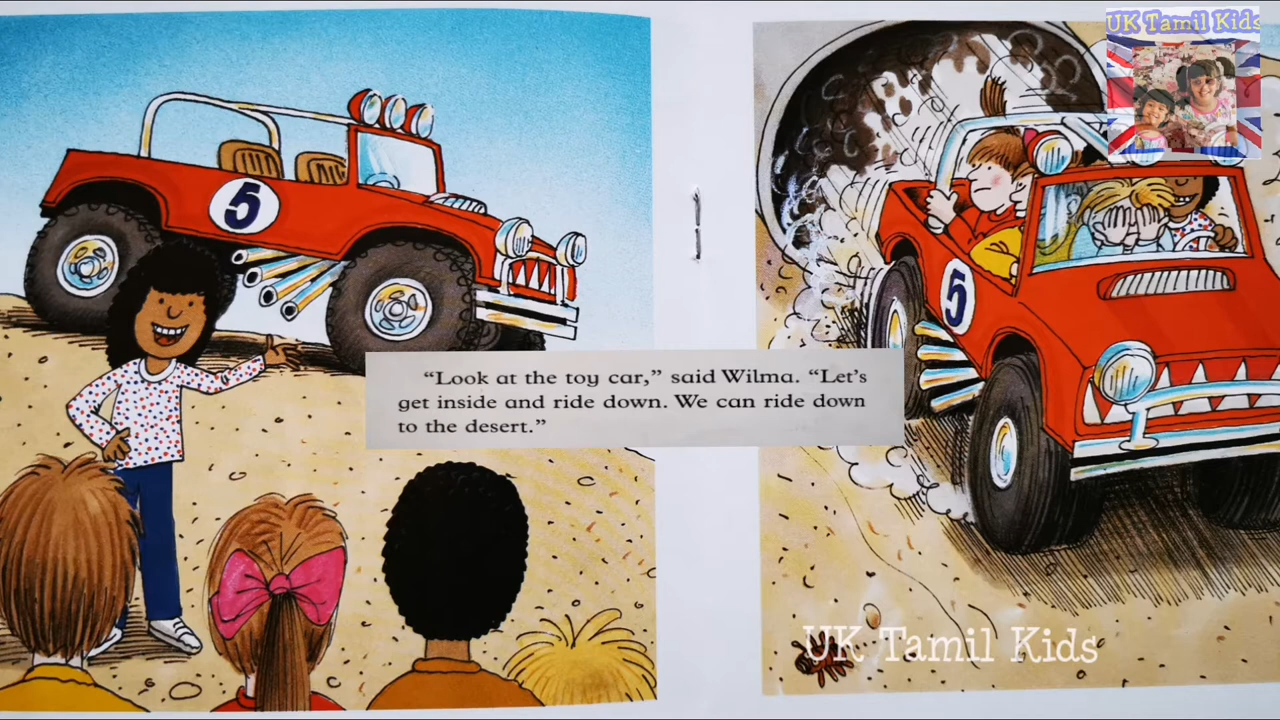 UK Tamil Kids
5
5
"Look at the toy car," said Wilma. "Let's
get inside and ride down. We can ride down
to the desert."
UK Tamil Kids